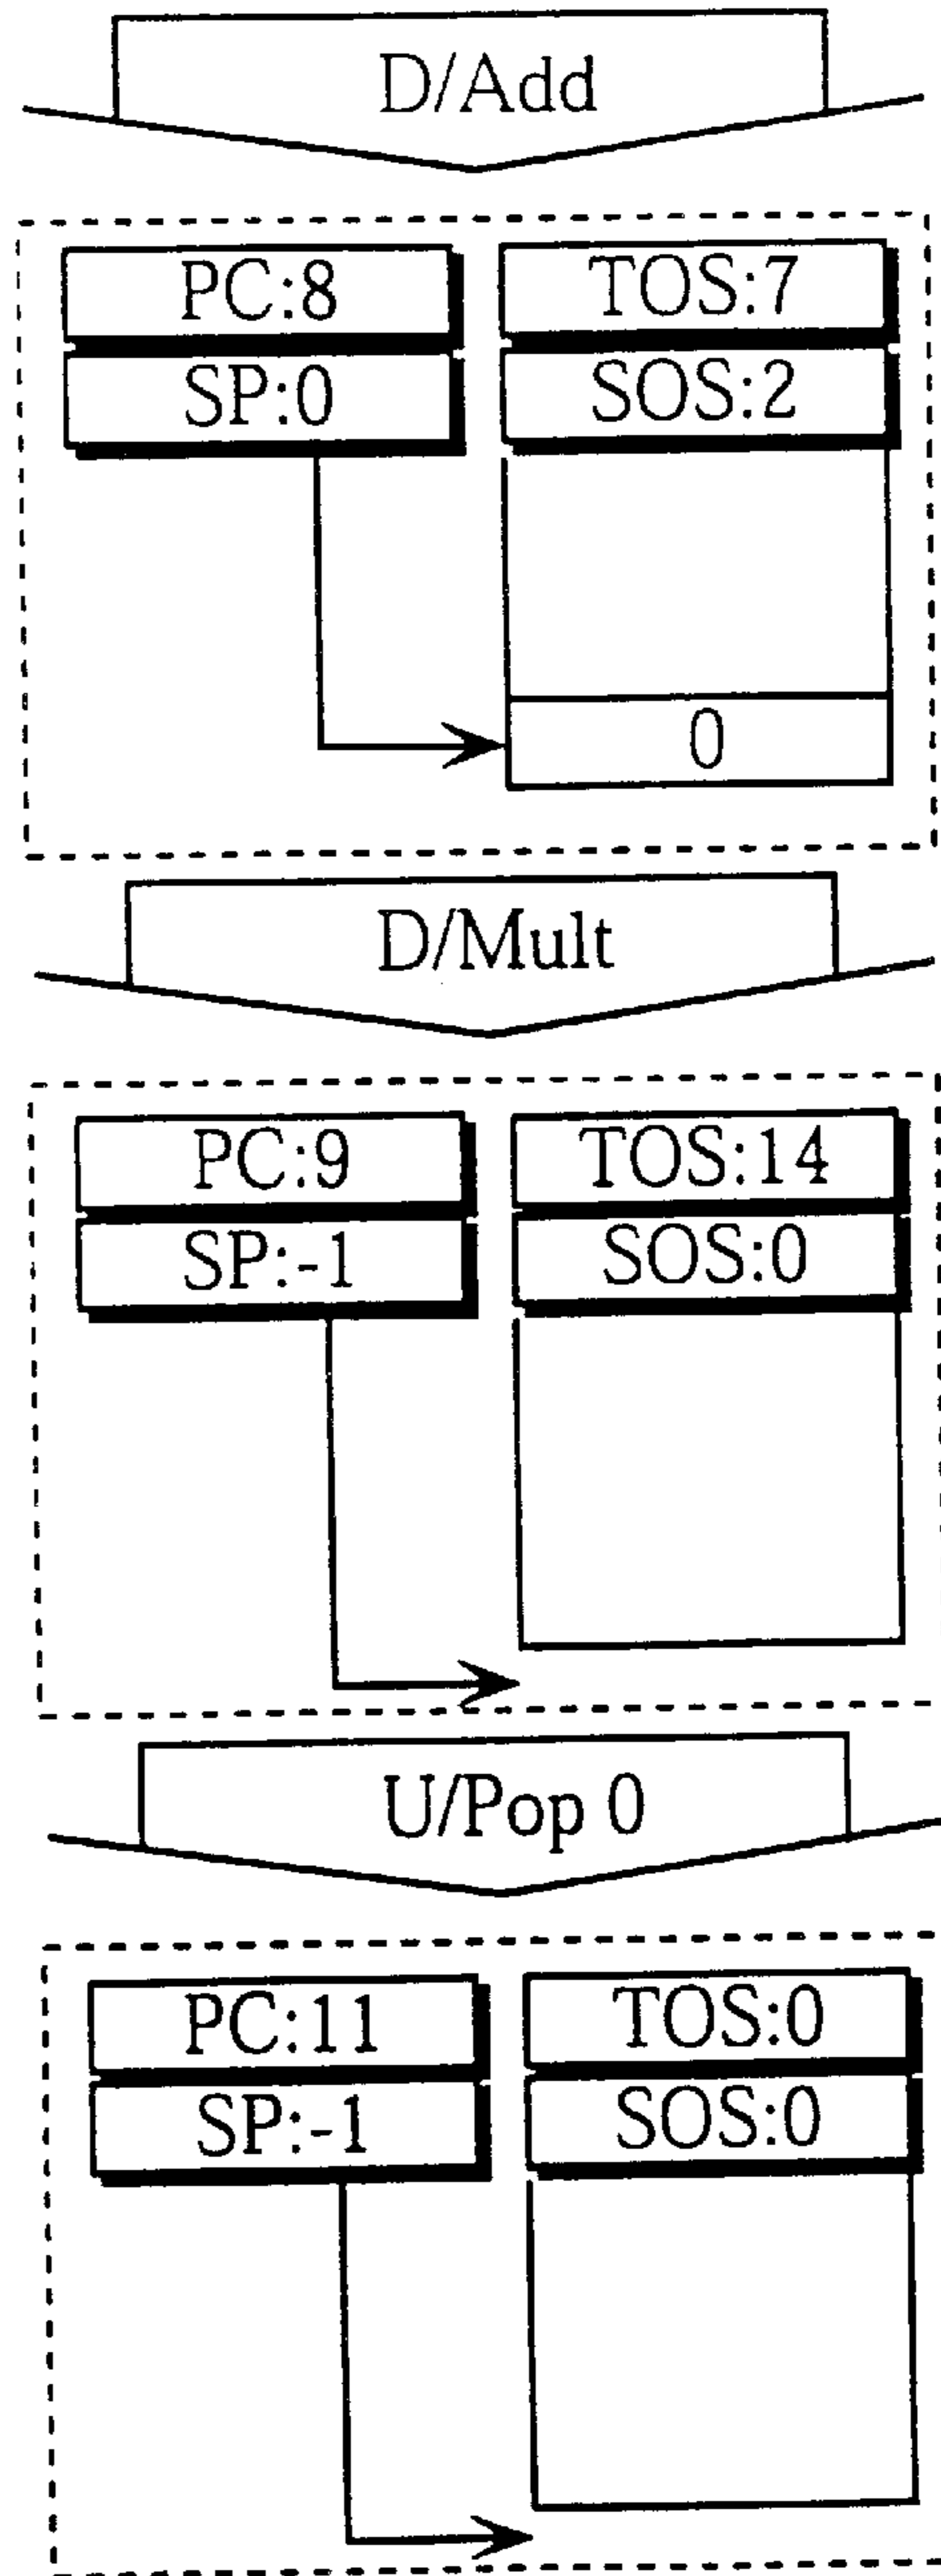 D/Add
PC:8 TOS:7
SP:0 SOS:2
0
D/Mult
PC:9 TOS:14
SP:-1 SOS:0
U/Pop 0
PC:11 TOS:0
SP:-1 SOS:0